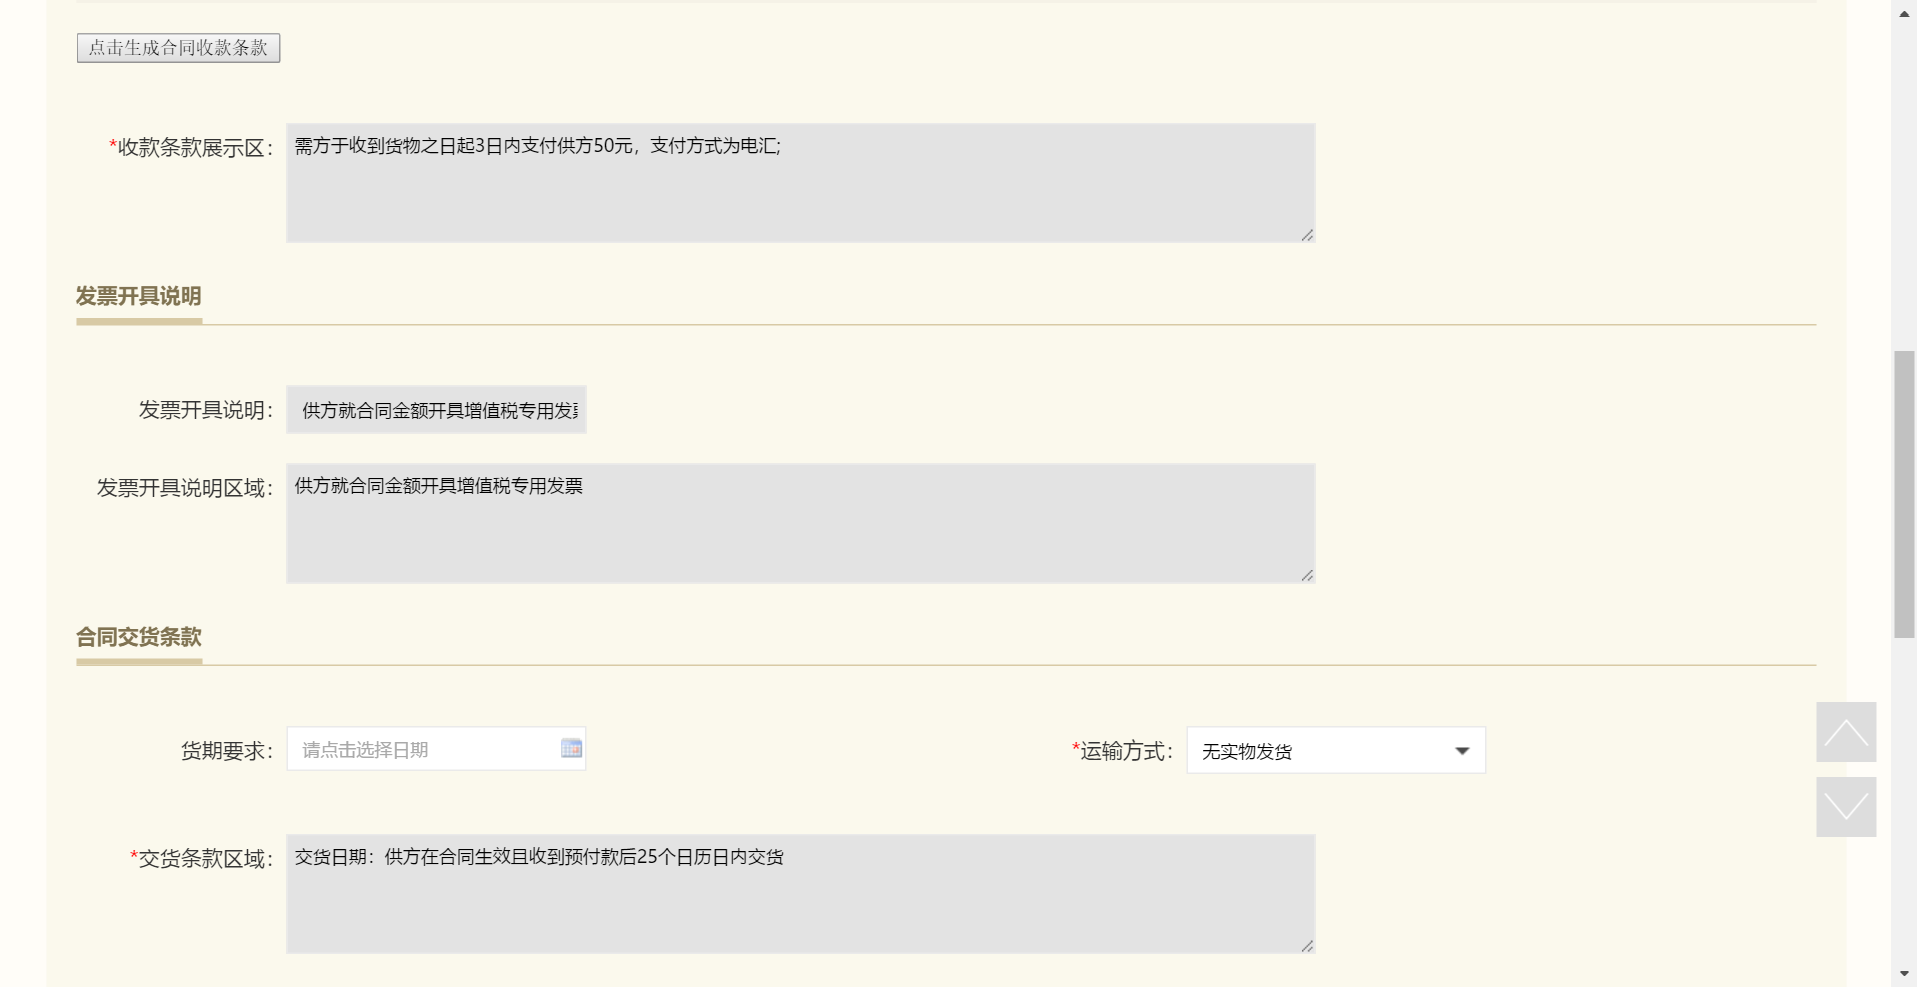 点击生成合同收款条款
*收款条款展示区：
需方于收到货物之日起3日内支付供方50元，支付方式为电汇;
发票开具说明
发票开具说明：
供方就合同金额开具增值税专用发
发票开具说明区域：
供方就合同金额开具增值税专用发票
合同交货条款
货期要求：
请点击选择日期
*运输方式：
无实物发货
*交货条款区域：
交货日期：供方在合同生效且收到预付款后25个日历日内交货